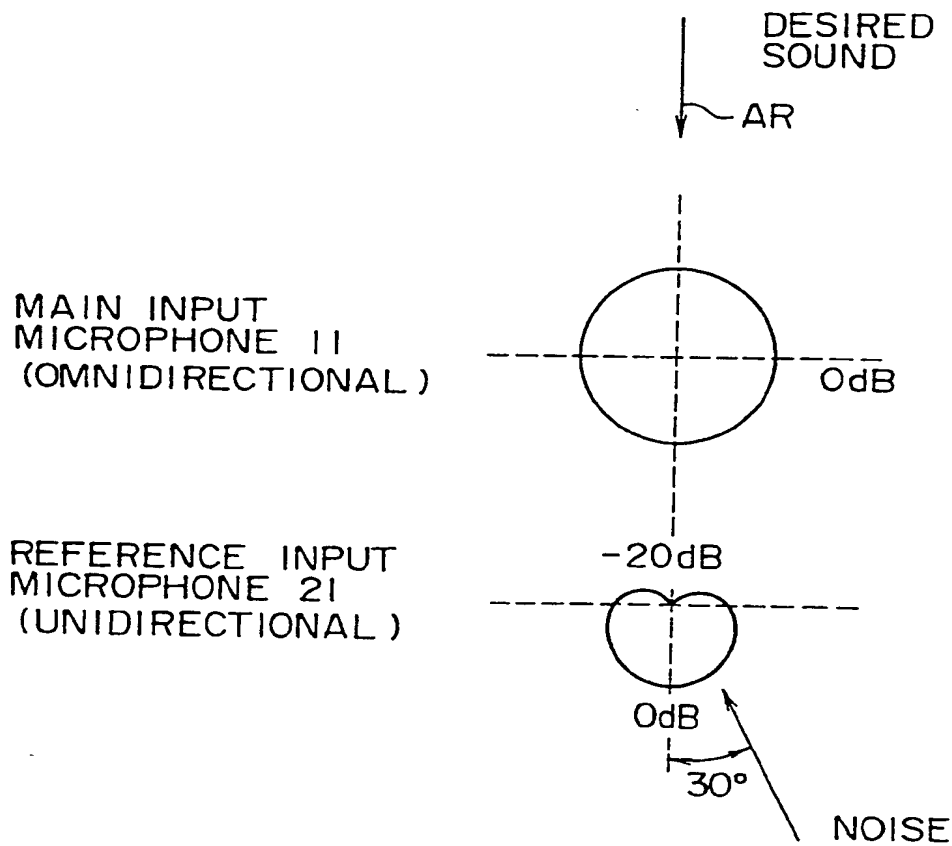 DESIRED
SOUND
AR
MAIN INPUT
MICROPHONE 11
(OMNIDIRECTIONAL)
0dB
REFERENCE INPUT
MICROPHONE 21
(UNIDIRECTIONAL)
-20dB
0dB
30°
NOISE